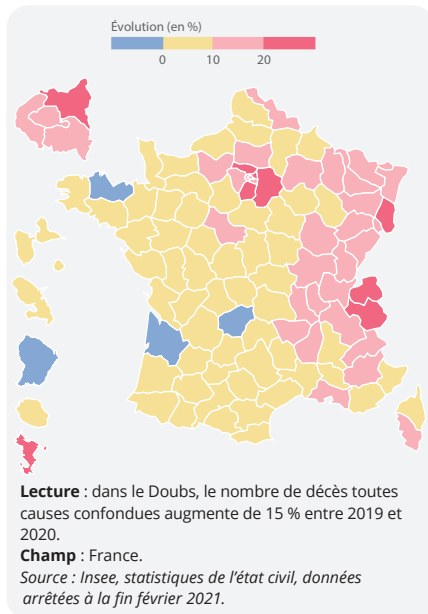 Évolution (en %)
0 10 20
Lecture : dans le Doubs, le nombre de décès toutes
causes confondues augmente de 15 % entre 2019 et
2020.
Champ : France.
Source : Insee, statistiques de l’état civil, données
arrêtées à la fin février 2021.